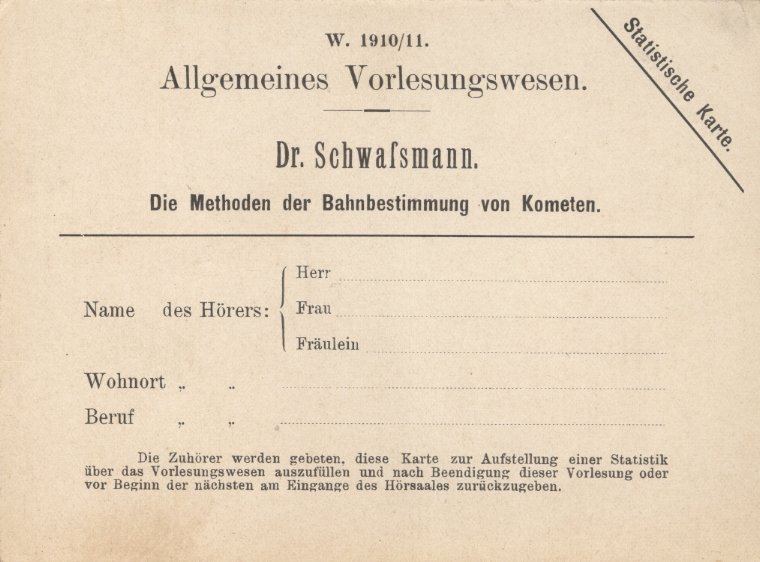 W. 1910/11.
Allgemeines Vorlesungswesen.
Statistische Karte.
Dr. Schwaſsmann.
Die Methoden der Bahnbestimmung von Kometen.
Name des Hörers:
Herr
Frau
Fräulein
Wohnort „ „
Beruf „ „
Die Zuhörer werden gebeten, diese Karte zur Aufstellung einer Statistik
über das Vorlesungswesen auszufüllen und nach Beendigung dieser Vorlesung oder
vor Beginn der nächsten am Eingange des Hörsaales zurückzugeben.